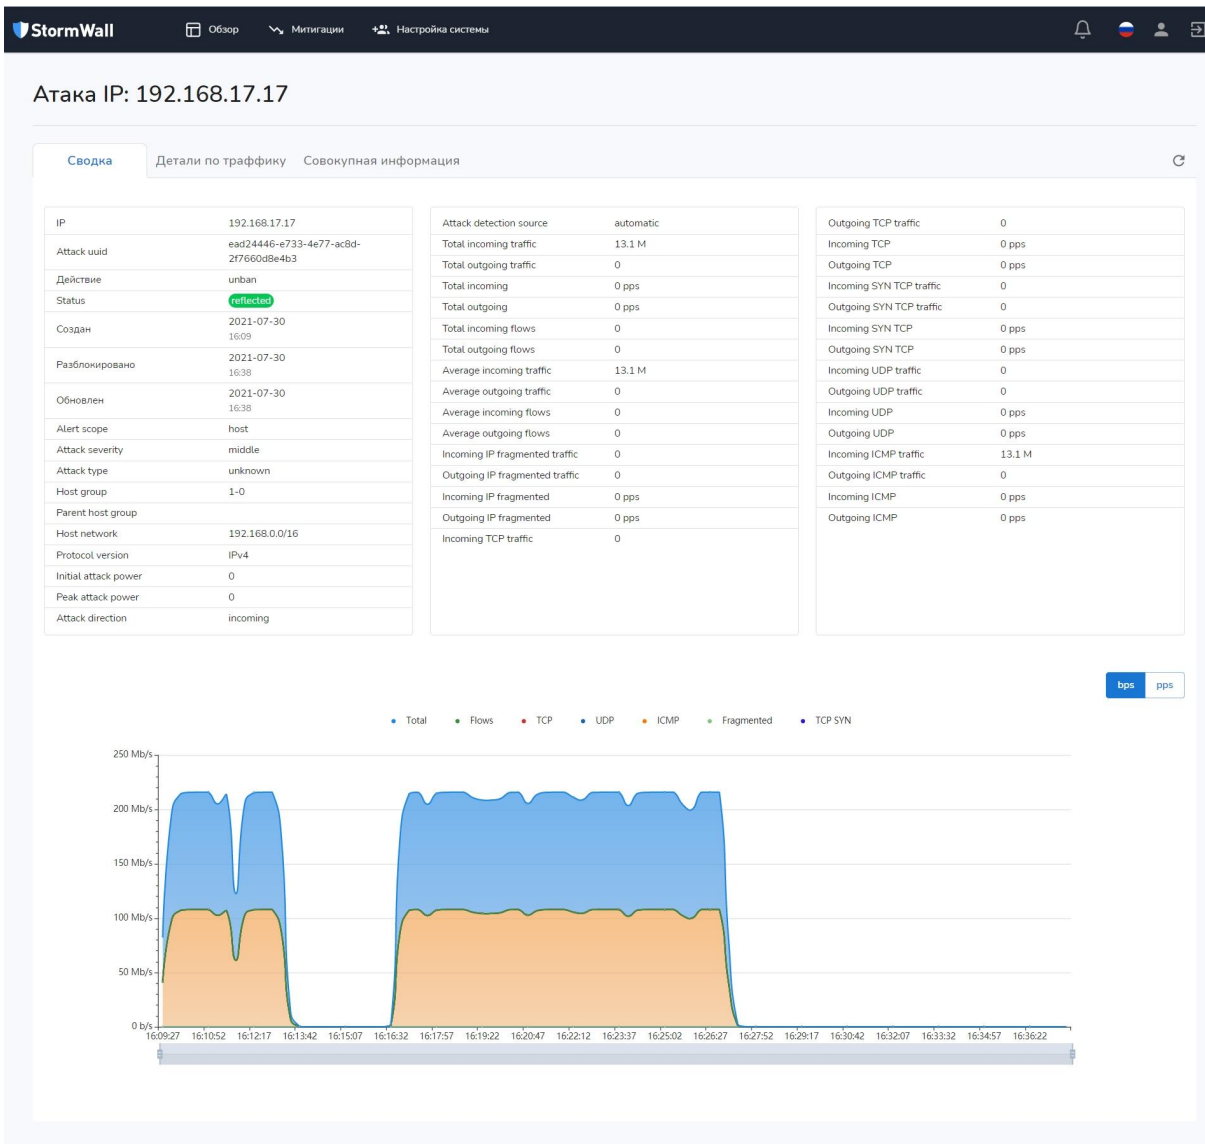 StormWall Обзор Митигации Настройка системы
Атака IP: 192.168.17.17
Сводка Детали по траффику Совокупная информация
IP 192.168.17.17
Attack uuid ead24446-e733-4e77-ac8d-
2f7660d8e4b3
Действие unban
Status reflected
Создан 2021-07-30
16:09
Разблокировано 2021-07-30
16:38
Обновлен 2021-07-30
16:38
Alert scope host
Attack severity middle
Attack type unknown
Host group 1-0
Parent host group
Host network 192.168.0.0/16
Protocol version IPv4
Initial attack power 0
Peak attack power 0
Attack direction incoming
Attack detection source automatic
Total incoming traffic 13.1 M
Total outgoing traffic 0
Total incoming 0 pps
Total outgoing 0 pps
Total incoming flows 0
Total outgoing flows 0
Average incoming traffic 13.1 M
Average outgoing traffic 0
Average incoming flows 0
Average outgoing flows 0
Incoming IP fragmented traffic 0
Outgoing IP fragmented traffic 0
Incoming IP fragmented 0 pps
Outgoing IP fragmented 0 pps
Incoming TCP traffic 0
Outgoing TCP traffic 0
Incoming TCP 0 pps
Outgoing TCP 0 pps
Incoming SYN TCP traffic 0
Outgoing SYN TCP traffic 0
Incoming SYN TCP 0 pps
Outgoing SYN TCP 0 pps
Incoming UDP traffic 0
Outgoing UDP traffic 0
Incoming UDP 0 pps
Outgoing UDP 0 pps
Incoming ICMP traffic 13.1 M
Outgoing ICMP traffic 0
Incoming ICMP 0 pps
Outgoing ICMP 0 pps
bps pps
Total Flows TCP UDP ICMP Fragmented TCP SYN
250 Mb/s
200 Mb/s
150 Mb/s
100 Mb/s
50 Mb/s
0 b/s
16:09:27 16:10:52 16:12:17 16:13:42 16:15:07 16:16:32 16:17:57 16:19:22 16:20:47 16:22:12 16:23:37 16:25:02 16:26:27 16:27:52 16:29:17 16:30:42 16:32:07 16:33:32 16:34:57 16:36:22